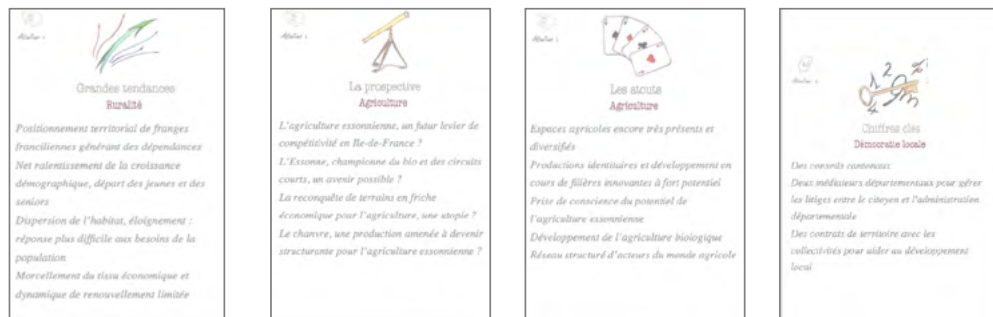 Atelier :
Grandes tendances
Ruralité
Positionnement territorial de franges
franciliennes générant des dépendances
Net ralentissement de la croissance
démographique, départ des jeunes et des
seniors
Dispersion de l'habitat, éloignement :
réponse plus difficile aux besoins de la
population
Morcellement du tissu économique et
dynamique de renouvellement limitée
Atelier :
La prospective
Agriculture
L'agriculture essonnienne, un futur levier de
compétitivité en Ile-de-France ?
L'Essonne, championne du bio et des circuits
courts, un avenir possible ?
La reconquête de terrains en friche
économique pour l'agriculture, une utopie ?
Le chanvre, une production amenée à devenir
structurante pour l'agriculture essonnienne ?
Atelier :
Les atouts
Agriculture
Espaces agricoles encore très présents et
diversifiés
Productions identitaires et développement en
cours de filières innovantes à fort potentiel
Prise de conscience du potentiel de
l'agriculture essonnienne
Développement de l'agriculture biologique
Réseau structuré d'acteurs du monde agricole
Atelier :
Chiffres clés
Démocratie locale
Des conseils cantonaux
Deux médiateurs départementaux pour gérer
les litiges entre le citoyen et l'administration
départementale
Des contrats de territoire avec les
collectivités pour aider au développement
local